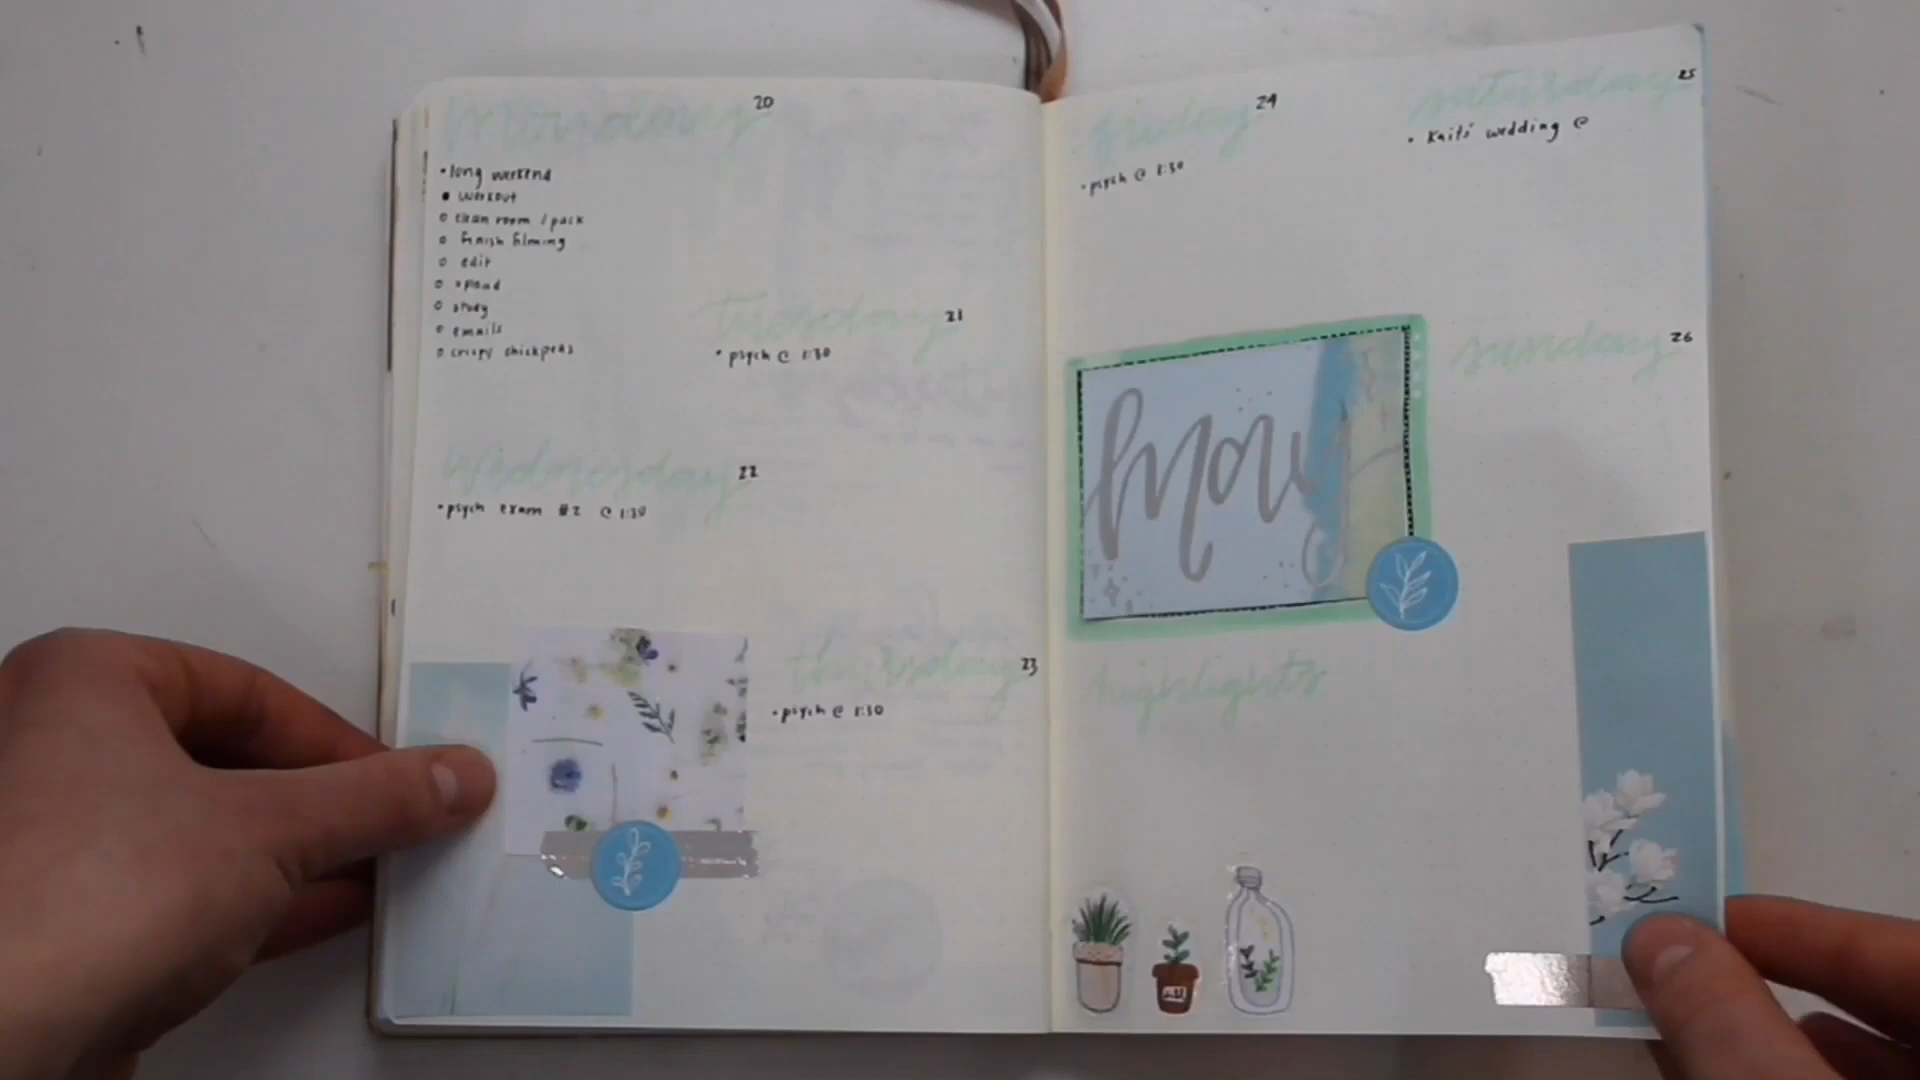 monday 20
• long weekend
• workout
o clean room / pack
o finish filming
o edit
o upload
o study
o emails
o crispy chickpeas
tuesday 21
• psych @ 1:30
wednesday 22
• psych exam #2 @ 1:30
thursday 23
• psych @ 1:30
friday 24
• psych @ 1:30
saturday 25
• Kaits' wedding @
may
sunday 26
highlights